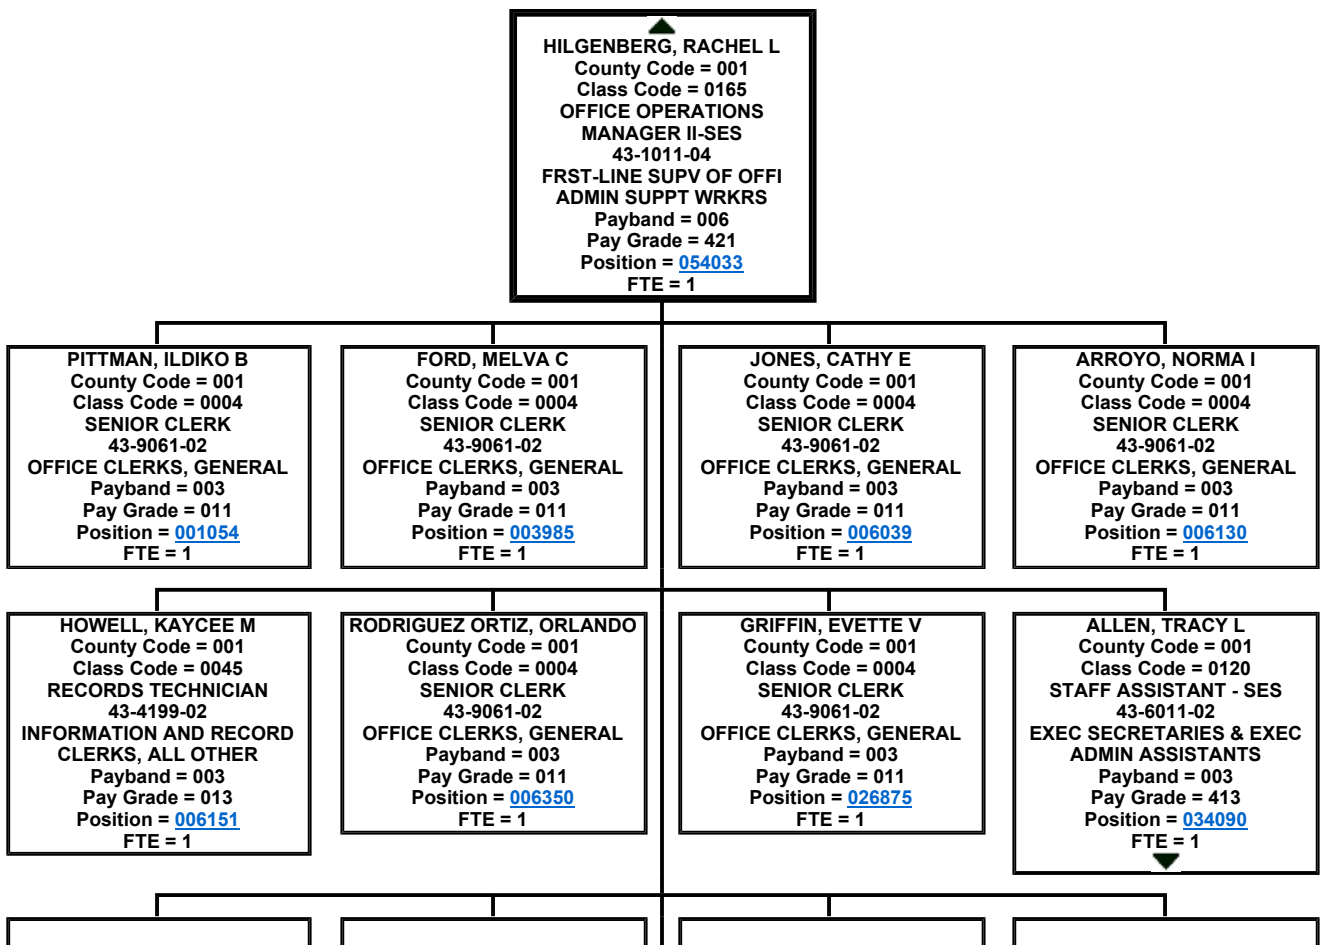 HILGENBERG, RACHEL L
County Code = 001
Class Code = 0165
OFFICE OPERATIONS
MANAGER II-SES
43-1011-04
FRST-LINE SUPV OF OFFI
ADMIN SUPPT WRKRS
Payband = 006
Pay Grade = 421
Position = 054033
FTE = 1
PITTMAN, ILDIKO B
County Code = 001
Class Code = 0004
SENIOR CLERK
43-9061-02
OFFICE CLERKS, GENERAL
Payband = 003
Pay Grade = 011
Position = 001054
FTE = 1
FORD, MELVA C
County Code = 001
Class Code = 0004
SENIOR CLERK
43-9061-02
OFFICE CLERKS, GENERAL
Payband = 003
Pay Grade = 011
Position = 003985
FTE = 1
JONES, CATHY E
County Code = 001
Class Code = 0004
SENIOR CLERK
43-9061-02
OFFICE CLERKS, GENERAL
Payband = 003
Pay Grade = 011
Position = 006039
FTE = 1
ARROYO, NORMA I
County Code = 001
Class Code = 0004
SENIOR CLERK
43-9061-02
OFFICE CLERKS, GENERAL
Payband = 003
Pay Grade = 011
Position = 006130
FTE = 1
HOWELL, KAYCEE M
County Code = 001
Class Code = 0045
RECORDS TECHNICIAN
43-4199-02
INFORMATION AND RECORD
CLERKS, ALL OTHER
Payband = 003
Pay Grade = 013
Position = 006151
FTE = 1
RODRIGUEZ ORTIZ, ORLANDO
County Code = 001
Class Code = 0004
SENIOR CLERK
43-9061-02
OFFICE CLERKS, GENERAL
Payband = 003
Pay Grade = 011
Position = 006350
FTE = 1
GRIFFIN, EVETTE V
County Code = 001
Class Code = 0004
SENIOR CLERK
43-9061-02
OFFICE CLERKS, GENERAL
Payband = 003
Pay Grade = 011
Position = 026875
FTE = 1
ALLEN, TRACY L
County Code = 001
Class Code = 0120
STAFF ASSISTANT - SES
43-6011-02
EXEC SECRETARIES & EXEC
ADMIN ASSISTANTS
Payband = 003
Pay Grade = 413
Position = 034090
FTE = 1